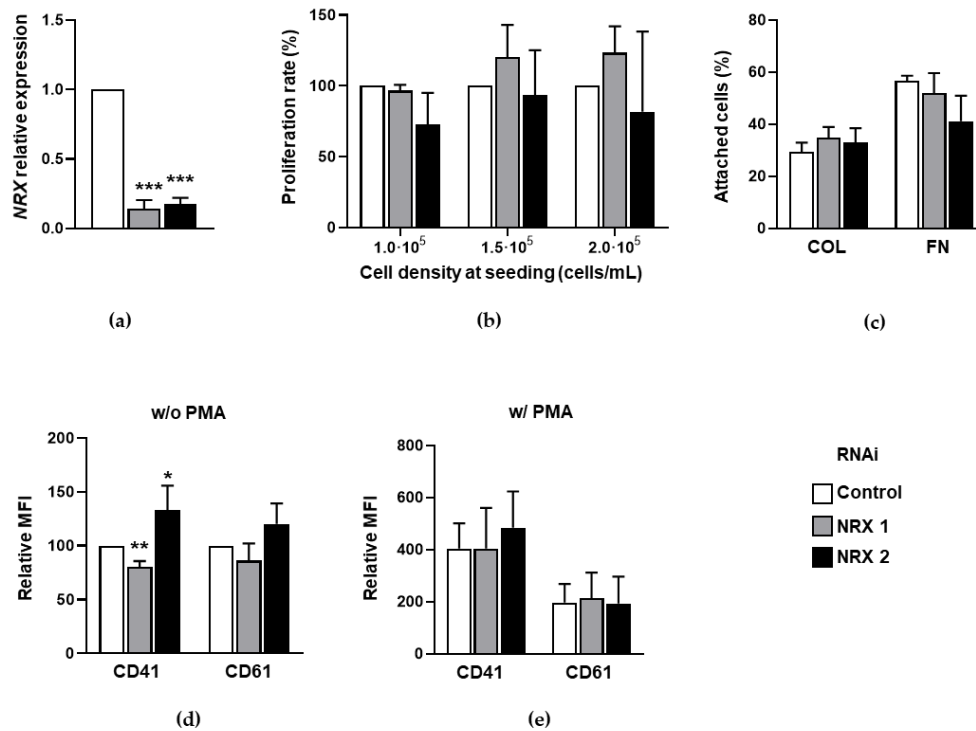 NRX relative expression
1.5
1.0
0.5
0.0
***
***
(a)
Proliferation rate (%)
150
100
50
0
1.0·10⁵
1.5·10⁵
2.0·10⁵
Cell density at seeding (cells/mL)
(b)
Attached cells (%)
80
60
40
20
0
COL
FN
(c)
w/o PMA
Relative MFI
200
150
100
50
0
**
*
CD41
CD61
(d)
w/ PMA
Relative MFI
800
600
400
200
0
CD41
CD61
(e)
RNAi
Control
NRX 1
NRX 2